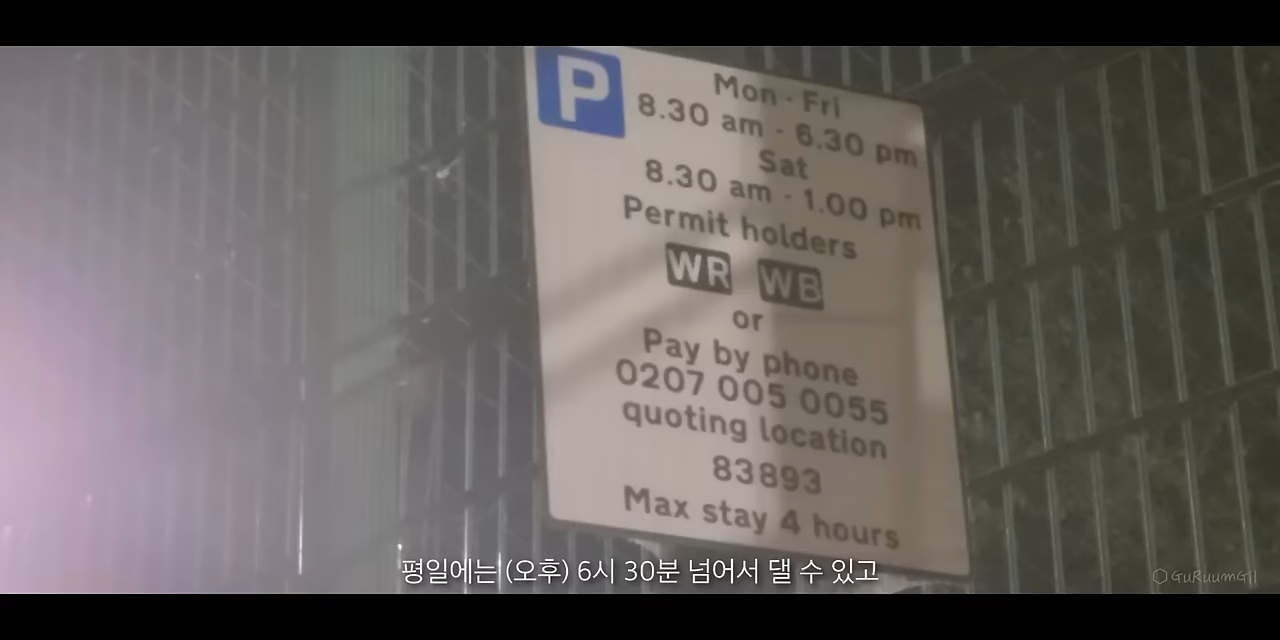 P
Mon - Fri
8.30 am - 6.30 pm
Sat
8.30 am - 1.00 pm
Permit holders
WR WB
or
Pay by phone
0207 005 0055
quoting location
83893
Max stay 4 hours
평일에는 (오후) 6시 30분 넘어서 댈 수 있고
GuRuumGil